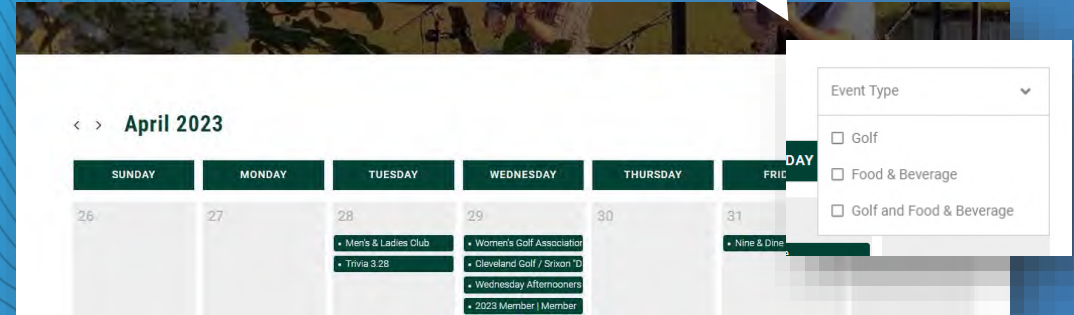 < > April 2023
SUNDAY MONDAY TUESDAY WEDNESDAY THURSDAY FRID
26 27 28 29 30 31
• Men's & Ladies Club • Women's Golf Association • Nine & Dine
• Trivia 3.28 • Cleveland Golf / Srixon "D
• Wednesday Afternooners
• 2023 Member | Member
Event Type
Golf
DAY
Food & Beverage
Golf and Food & Beverage